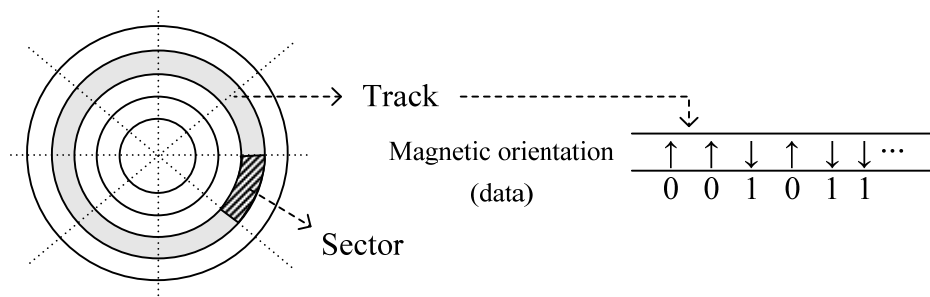 Track
Magnetic orientation
(data)
↑ ↑ ↓ ↑ ↓ ↓ ···
0 0 1 0 1 1
Sector